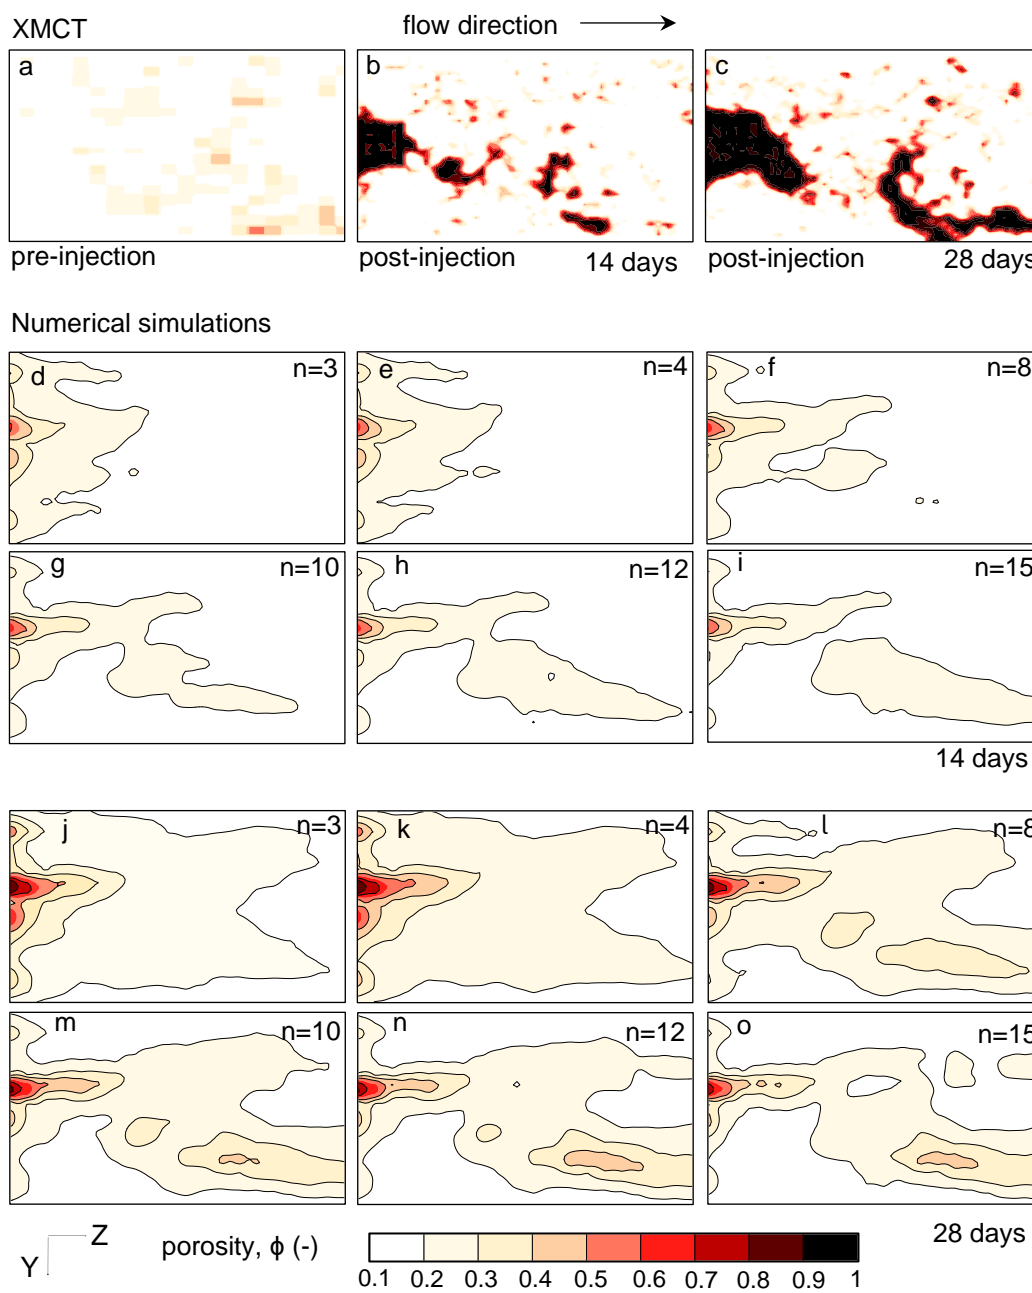 XMCT
flow direction
a
b
c
pre-injection
post-injection
14 days
post-injection
28 days
Numerical simulations
d
n=3
e
n=4
f
n=8
g
n=10
h
n=12
i
n=15
14 days
j
n=3
k
n=4
l
n=8
m
n=10
n
n=12
o
n=15
28 days
Z
Y
porosity, ϕ (-)
0.1 0.2 0.3 0.4 0.5 0.6 0.7 0.8 0.9 1